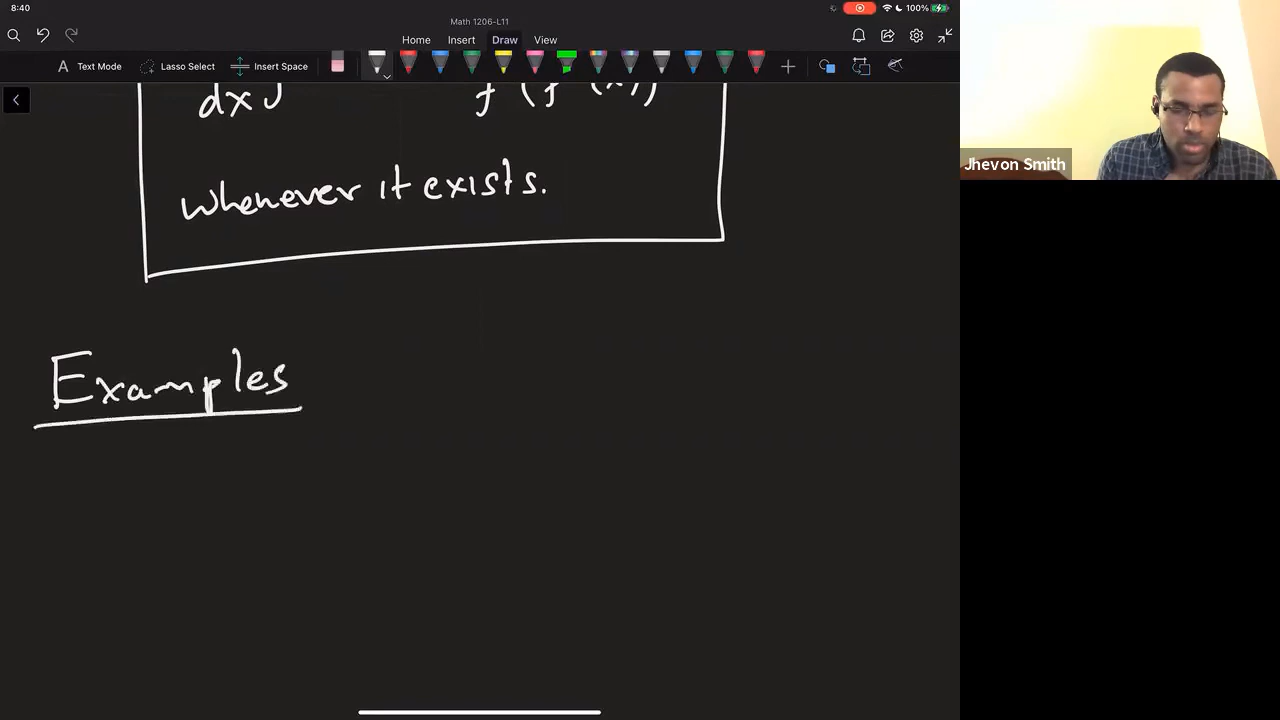 8:40
100%
Math 1206-L11
Home Insert Draw View
Text Mode Lasso Select Insert Space
Jhevon Smith
whenever it exists.
Examples